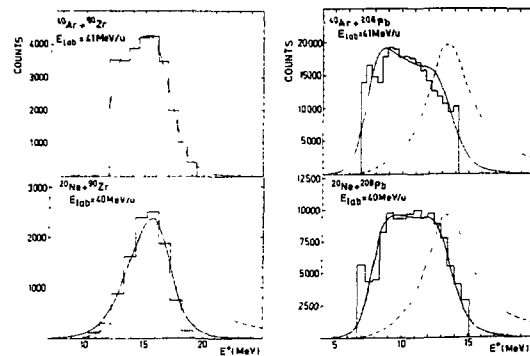 ⁴⁰Ar + ⁹⁰Zr
E_lab = 41 MeV/u
COUNTS
4000
3000
2000
1000
²⁰Ne + ⁹⁰Zr
E_lab = 40 MeV/u
3000
2000
1000
10 15 20
E* (MeV)
⁴⁰Ar + ²⁰⁸Pb
E_lab = 41 MeV/u
COUNTS
20000
15000
10000
5000
²⁰Ne + ²⁰⁸Pb
E_lab = 40 MeV/u
12500
10000
7500
5000
2500
5 10 15
E* (MeV)